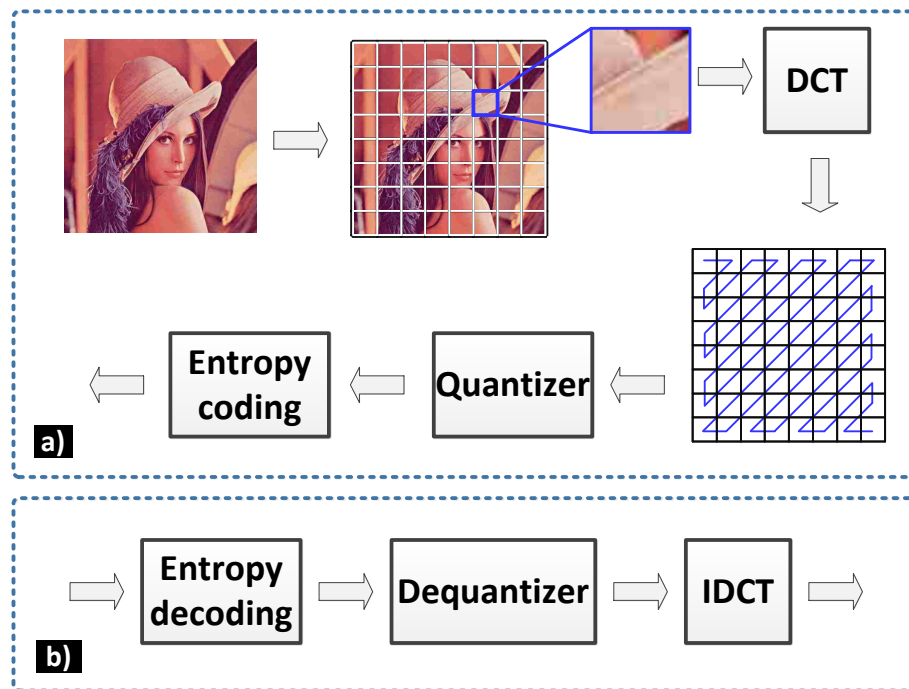 DCT
Entropy
coding
Quantizer
a)
Entropy
decoding
Dequantizer
IDCT
b)